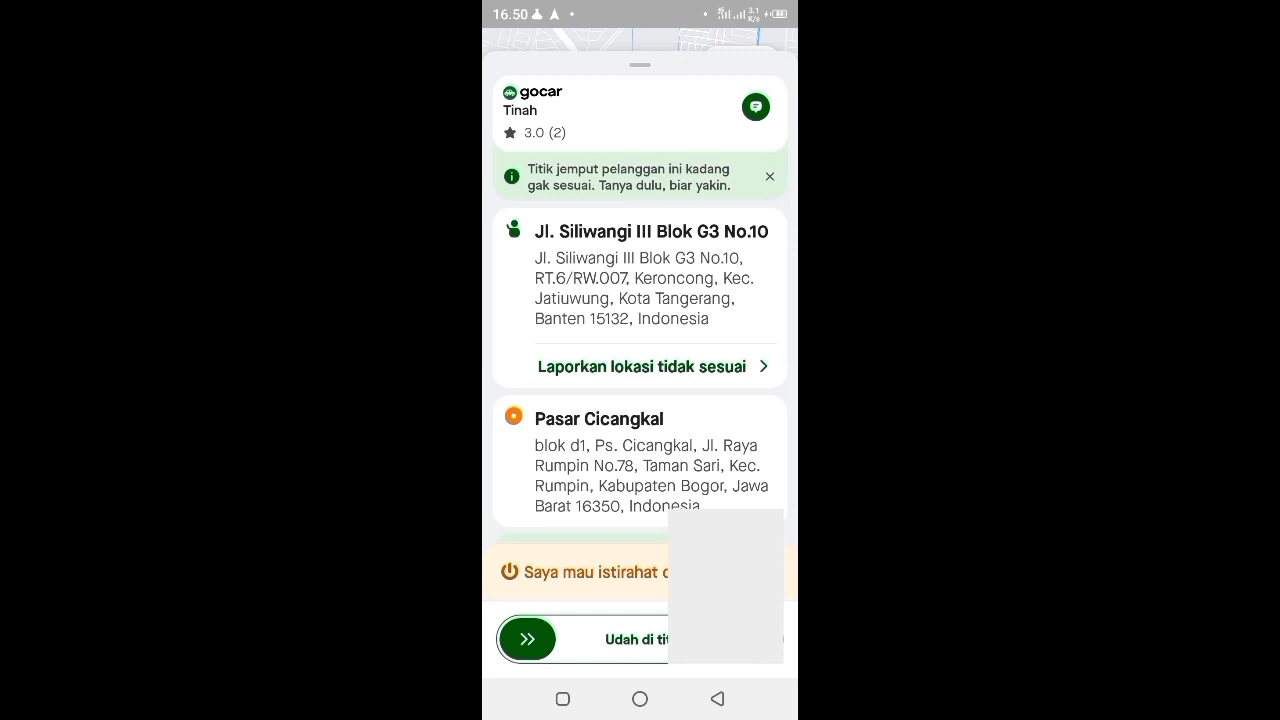 16.50
3.1
K/s
gocar
Tinah
3.0 (2)
Titik jemput pelanggan ini kadang
gak sesuai. Tanya dulu, biar yakin.
Jl. Siliwangi III Blok G3 No.10
Jl. Siliwangi III Blok G3 No.10,
RT.6/RW.007, Keroncong, Kec.
Jatiuwung, Kota Tangerang,
Banten 15132, Indonesia
Laporkan lokasi tidak sesuai
Pasar Cicangkal
blok d1, Ps. Cicangkal, Jl. Raya
Rumpin No.78, Taman Sari, Kec.
Rumpin, Kabupaten Bogor, Jawa
Barat 16350, Indonesia
Saya mau istirahat
Udah di